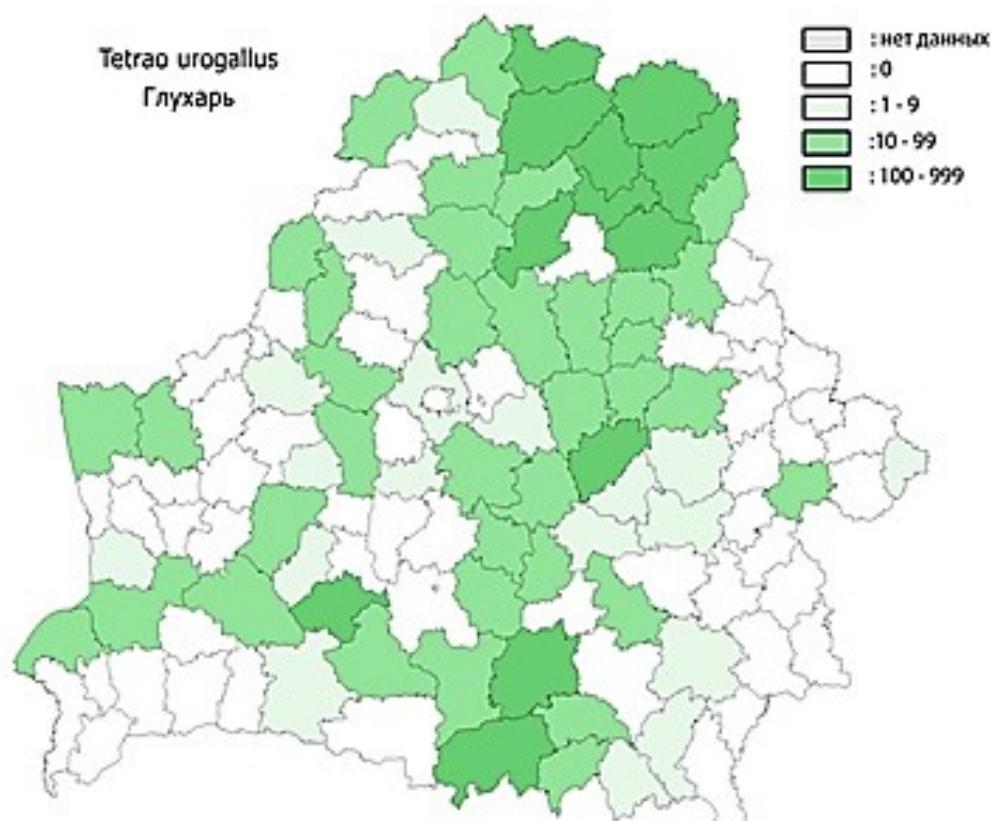 Tetrao urogallus
Глухарь
: нет данных
: 0
: 1 - 9
:10 - 99
: 100 - 999